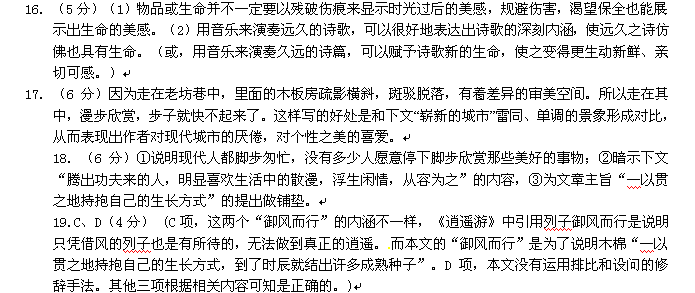 16. （5分）（1）物品或生命并不一定要以残破伤痕来显示时光过后的美感，规避伤害，渴望保全也能展
示出生命的美感。（2）用音乐来演奏久远的诗歌，可以很好地表达出诗歌的深刻内涵，使远久之诗仿
佛也具有生命。（或，用音乐来演奏久远的诗篇，可以赋予诗歌新的生命，使之变得更生动新鲜、亲
切可感。）
17. （6 分）因为走在老坊巷中，里面的木板房疏影横斜，斑驳脱落，有着差异的审美空间。所以走在其
中，漫步欣赏，步子就快不起来了。这样写的好处是和下文“崭新的城市”雷同、单调的景象形成对比，
从而表现出作者对现代城市的厌倦，对个性之美的喜爱。
18. （6 分）①说明现代人都脚步匆忙，没有多少人愿意停下脚步欣赏那些美好的事物；②暗示下文
“腾出功夫来的人，明显喜欢生活中的散漫，浮生闲情，从容为之”的内容，③为文章主旨“一以贯
之地持抱自己的生长方式”的提出做铺垫。
19.C、D（4分）（C项，这两个“御风而行”的内涵不一样，《逍遥游》中引用列子御风而行是说明
只凭借风的列子也是有所待的，无法做到真正的逍遥。而本文的“御风而行”是为了说明木棉“一以
贯之地持抱自己的生长方式，到了时辰就结出许多成熟种子”。D 项，本文没有运用排比和设问的修
辞手法。其他三项根据相关内容可知是正确的。）